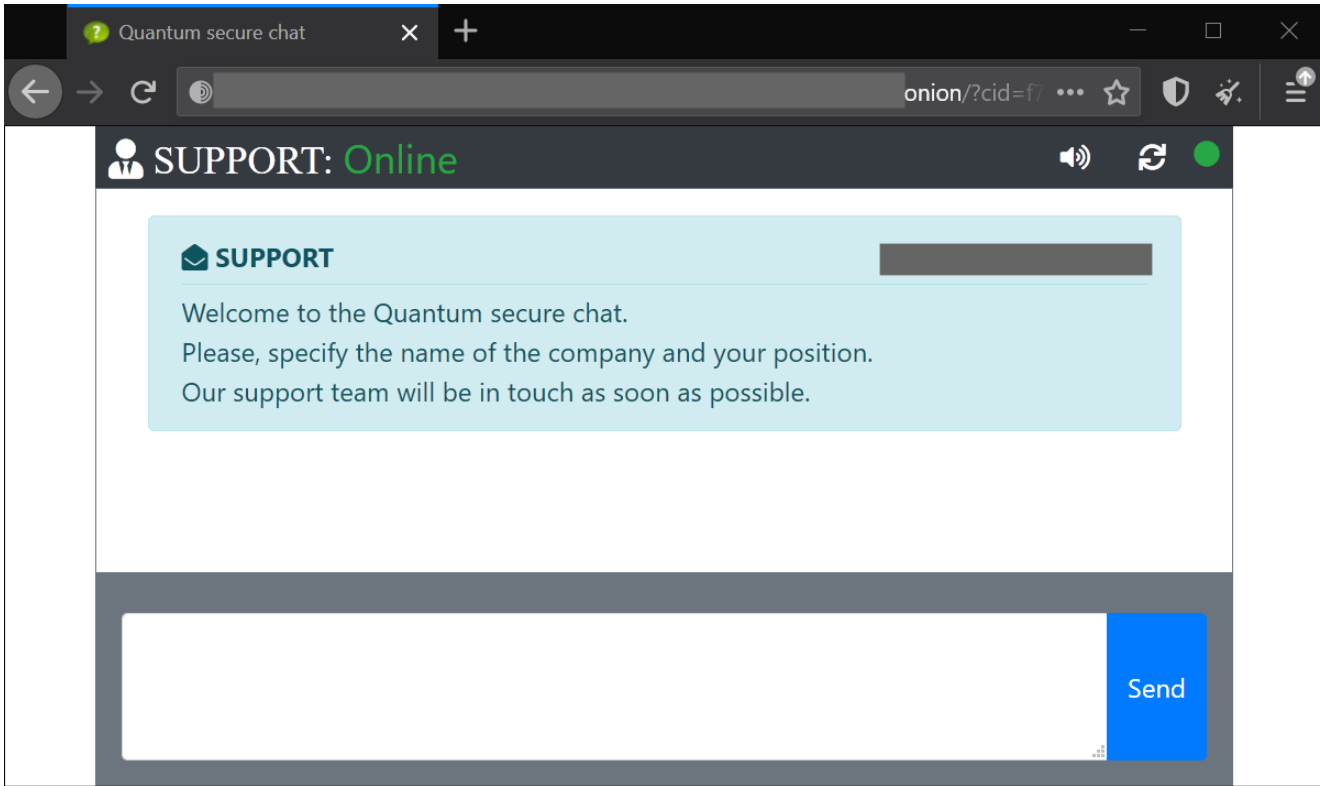 Quantum secure chat
onion/?cid=f7
SUPPORT: Online
SUPPORT
Welcome to the Quantum secure chat.
Please, specify the name of the company and your position.
Our support team will be in touch as soon as possible.
Send